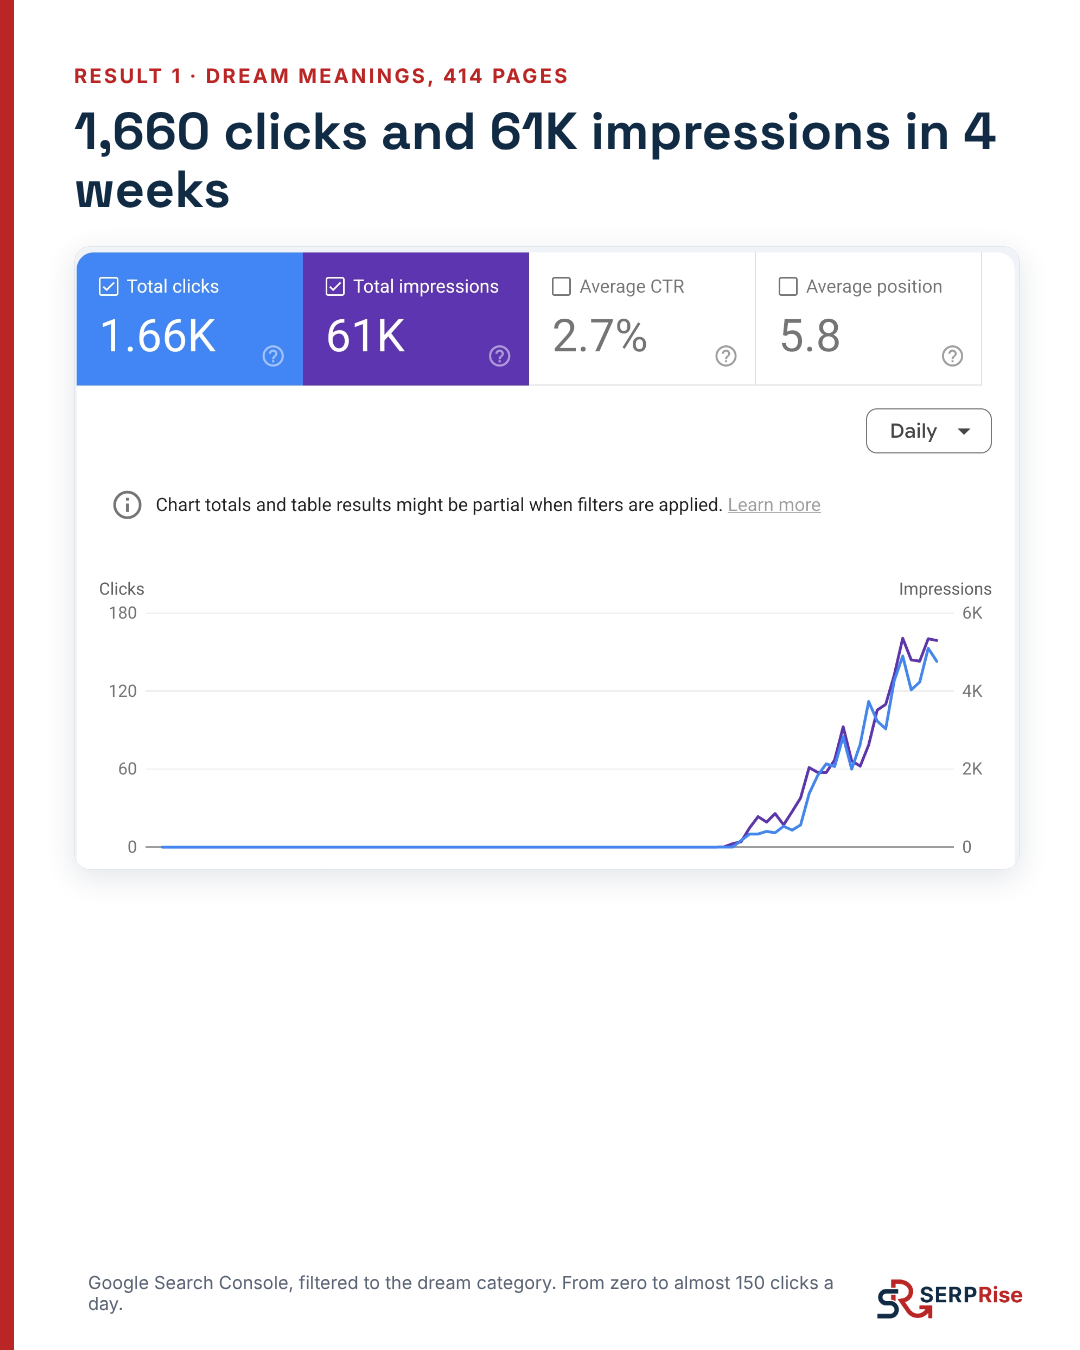 RESULT 1 · DREAM MEANINGS, 414 PAGES
1,660 clicks and 61K impressions in 4
weeks
Total clicks
1.66K
Total impressions
61K
Average CTR
2.7%
Average position
5.8
Daily
Chart totals and table results might be partial when filters are applied. Learn more
Clicks
Impressions
180
6K
120
4K
60
2K
0
0
Google Search Console, filtered to the dream category. From zero to almost 150 clicks a
day.
SR SERPRise